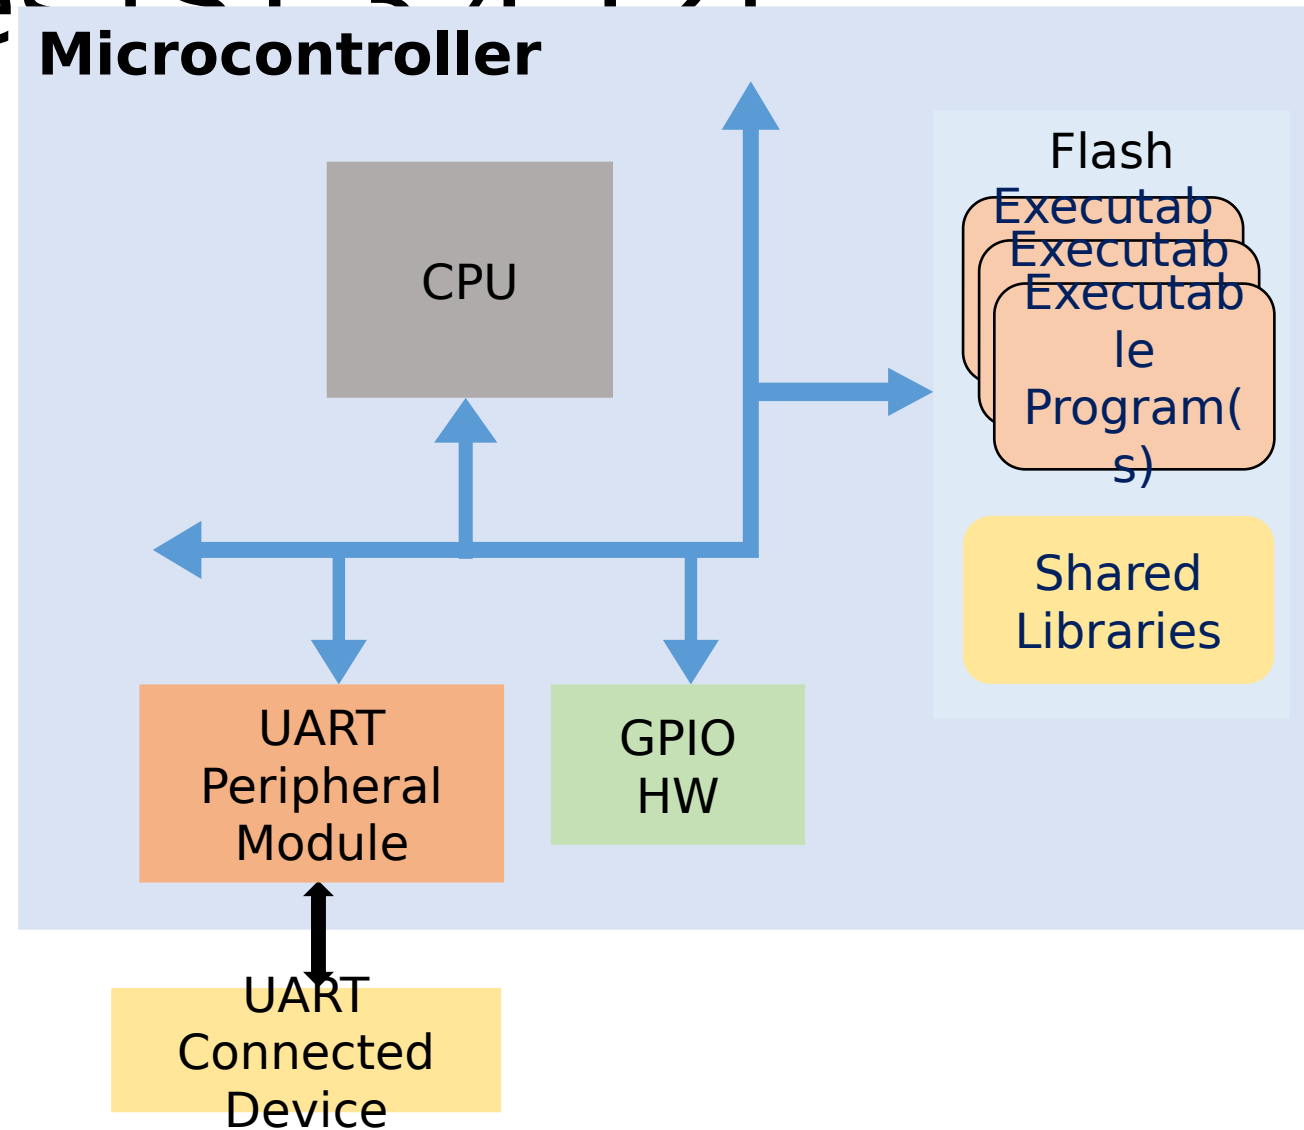 Microcontroller
Flash
Executab
Executab
Executab
le
Program(
s)
CPU
Shared
Libraries
UART
Peripheral
Module
GPIO
HW
UART
Connected
Device